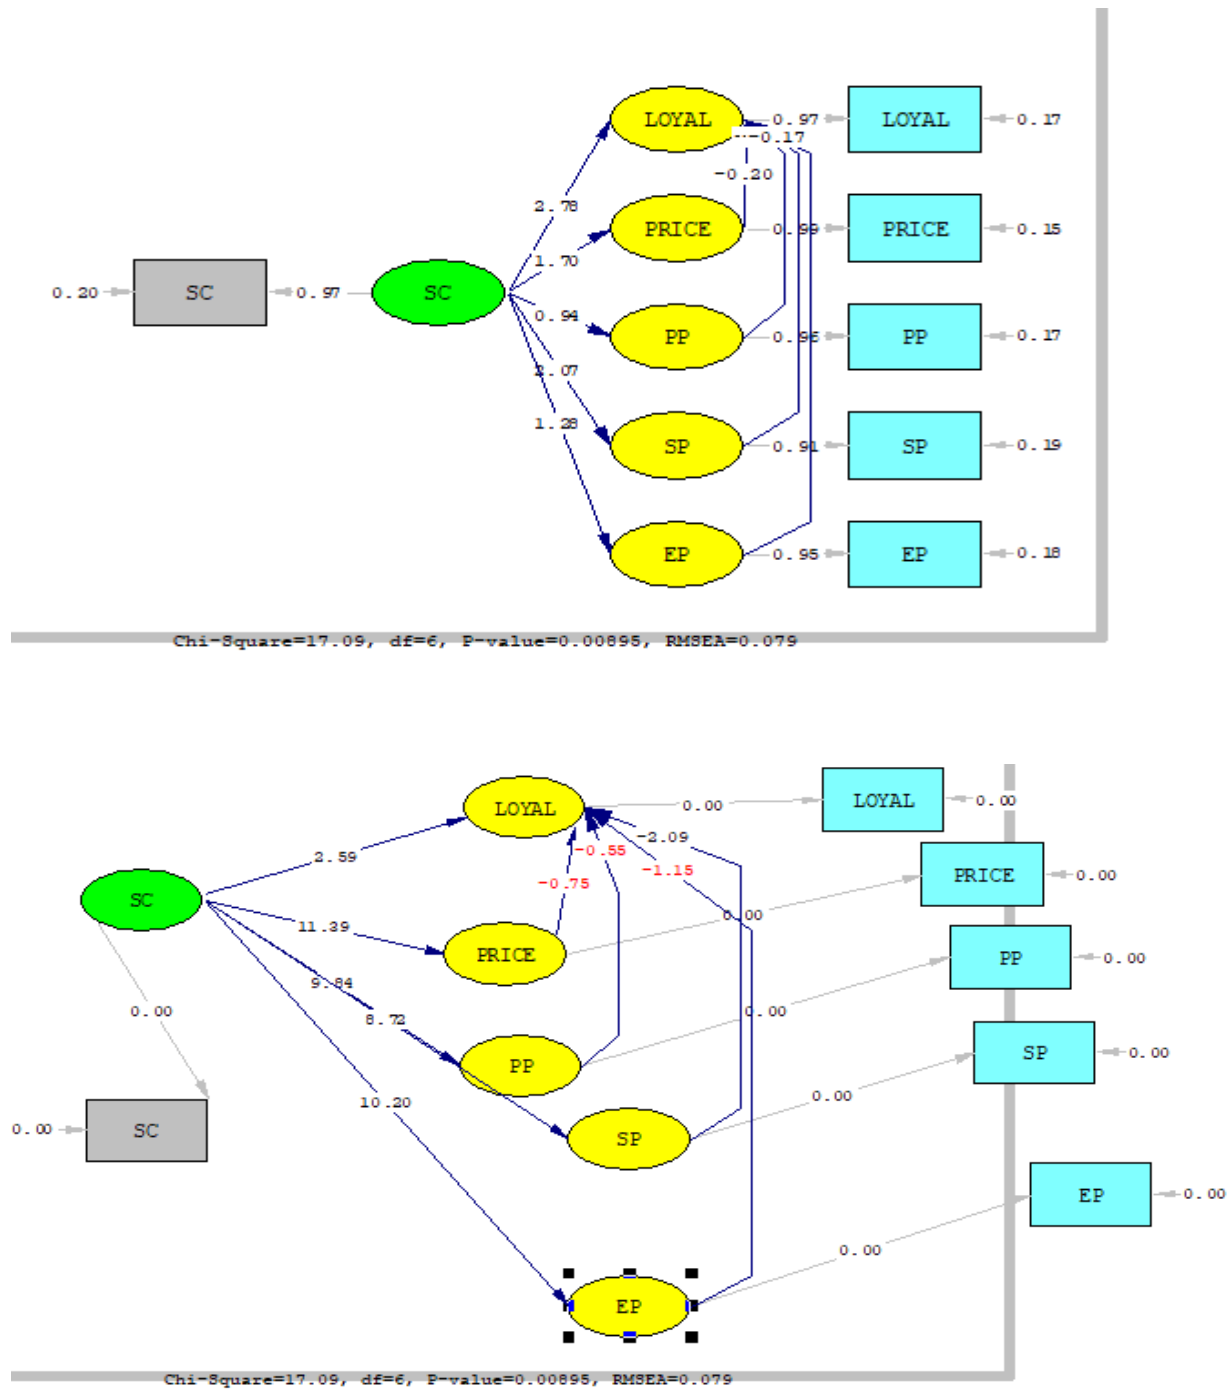 LOYAL
0.97
LOYAL
0.17
-0.17
-0.20
2.78
PRICE
0.99
PRICE
0.15
1.70
0.20
SC
0.97
SC
0.94
PP
PP
0.17
2.07
SP
0.91
SP
0.19
1.28
EP
0.95
EP
0.18
Chi-Square=17.09, df=6, P-value=0.00895, RMSEA=0.079
LOYAL
0.00
LOYAL
0.00
-2.09
-0.55
2.59
-1.15
-0.75
PRICE
0.00
SC
0.00
11.39
PRICE
PP
0.00
9.84
0.00
8.72
0.00
PP
SP
0.00
0.00
10.20
0.00
SC
SP
EP
0.00
0.00
EP
Chi-Square=17.09, df=6, P-value=0.00895, RMSEA=0.079